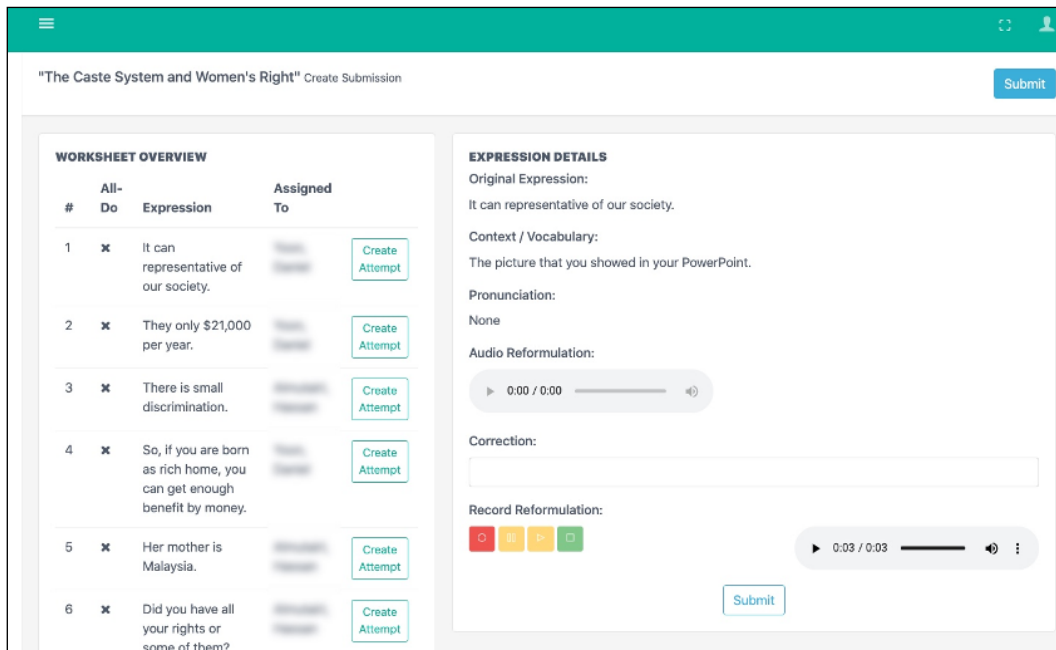 "The Caste System and Women's Right" Create Submission
Submit
WORKSHEET OVERVIEW
# All-Do Expression Assigned To
1 It can representative of our society. Create Attempt
2 They only $21,000 per year. Create Attempt
3 There is small discrimination. Create Attempt
4 So, if you are born as rich home, you can get enough benefit by money. Create Attempt
5 Her mother is Malaysia. Create Attempt
6 Did you have all your rights or some of them? Create Attempt
EXPRESSION DETAILS
Original Expression:
It can representative of our society.
Context / Vocabulary:
The picture that you showed in your PowerPoint.
Pronunciation:
None
Audio Reformulation:
0:00 / 0:00
Correction:
Record Reformulation:
0:03 / 0:03
Submit